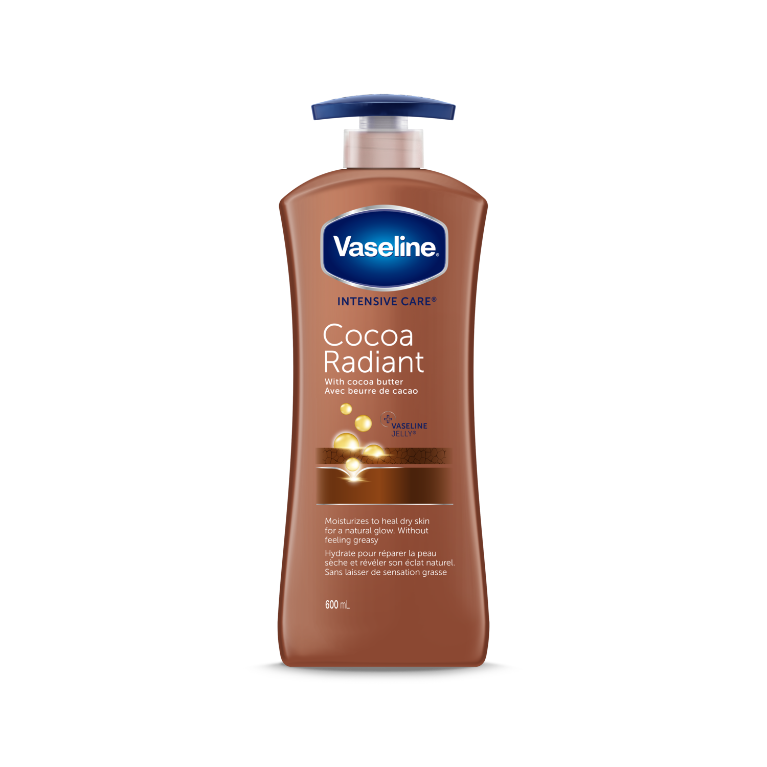 Vaseline®
INTENSIVE CARE®
Cocoa
Radiant
With cocoa butter
Avec beurre de cacao
VASELINE
JELLY®
Moisturizes to heal dry skin
for a natural glow. Without
feeling greasy
Hydrate pour réparer la peau
sèche et révéler son éclat naturel.
Sans laisser de sensation grasse
600 mL